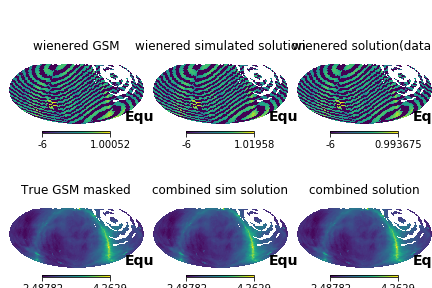 wienered GSM wienered simulated solution wienered solution(data
Equ Equ Equ
-6 1.00052 -6 1.01958 -6 0.993675
True GSM masked combined sim solution combined solution
Equ Equ Equ
2.48782 4.2629 2.48782 4.2629 2.48782 4.2629